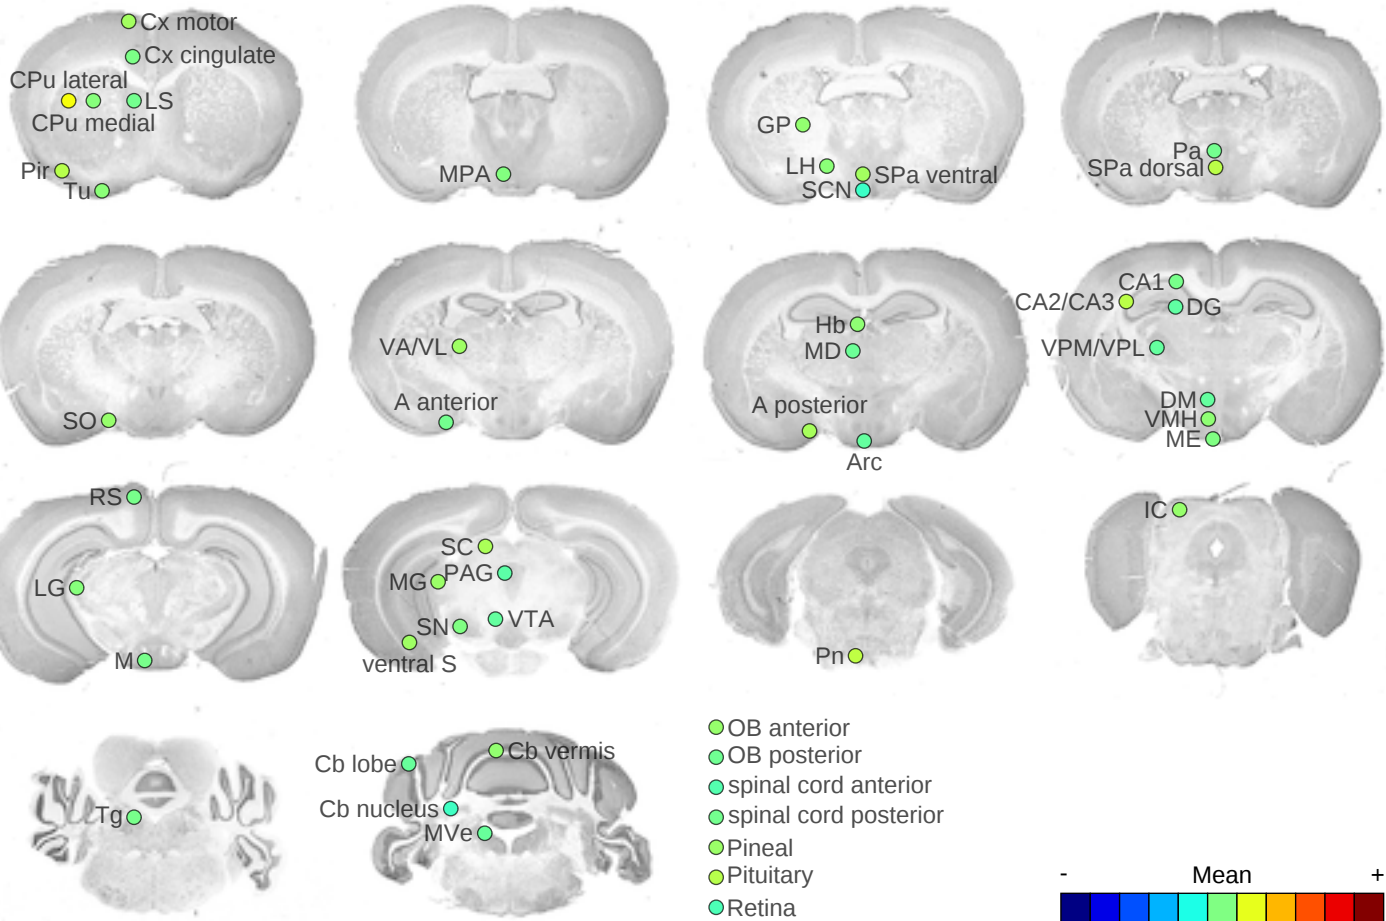 Cx motor
Cx cingulate
CPu lateral
LS
CPu medial
Pir
Tu
MPA
GP
LH
SPa ventral
SCN
Pa
SPa dorsal
SO
VA/VL
A anterior
Hb
MD
A posterior
Arc
CA1
CA2/CA3
DG
VPM/VPL
DM
VMH
ME
RS
LG
M
SC
PAG
MG
VTA
SN
ventral S
Pn
IC
Tg
Cb vermis
Cb lobe
Cb nucleus
MVe
OB anterior
OB posterior
spinal cord anterior
spinal cord posterior
Pineal
Pituitary
Retina
- Mean +